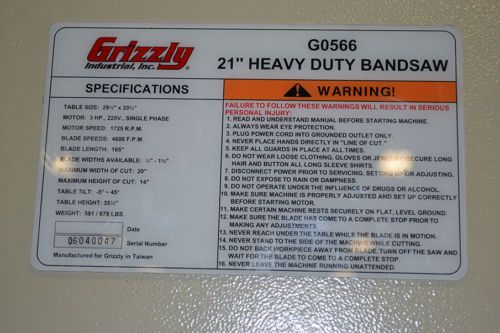 Grizzly
Industrial, Inc.
G0566
21" HEAVY DUTY BANDSAW
SPECIFICATIONS
TABLE SIZE: 29½" x 20¼"
MOTOR: 3 HP., 220V., SINGLE PHASE
MOTOR SPEED: 1725 R.P.M.
BLADE SPEEDS: 4600 F.P.M.
BLADE LENGTH: 165"
BLADE WIDTHS AVAILABLE: ¼" - 1⅜"
MAXIMUM WIDTH OF CUT: 20"
MAXIMUM HEIGHT OF CUT: 14"
TABLE TILT: -5° ~ 45°
TABLE HEIGHT: 35½"
WEIGHT: 581 / 678 LBS.
Date
06040047 Serial Number
Manufactured for Grizzly in Taiwan
WARNING!
FAILURE TO FOLLOW THESE WARNINGS WILL RESULT IN SERIOUS
PERSONAL INJURY:
1. READ AND UNDERSTAND MANUAL BEFORE STARTING MACHINE.
2. ALWAYS WEAR EYE PROTECTION.
3. PLUG POWER CORD INTO GROUNDED OUTLET ONLY.
4. NEVER PLACE HANDS DIRECTLY IN "LINE OF CUT."
5. KEEP ALL GUARDS IN PLACE AT ALL TIMES.
6. DO NOT WEAR LOOSE CLOTHING, GLOVES OR JEWELRY. SECURE LONG
HAIR AND BUTTON ALL LONG SLEEVE SHIRTS.
7. DISCONNECT POWER PRIOR TO SERVICING, SETTING UP OR ADJUSTING.
8. DO NOT EXPOSE TO RAIN OR DAMPNESS.
9. DO NOT OPERATE UNDER THE INFLUENCE OF DRUGS OR ALCOHOL.
10. MAKE SURE MACHINE IS PROPERLY ADJUSTED AND SET UP CORRECTLY
BEFORE STARTING MOTOR.
11. MAKE CERTAIN MACHINE RESTS SECURELY ON FLAT, LEVEL GROUND.
12. MAKE SURE THE BLADE HAS COME TO A COMPLETE STOP PRIOR TO
MAKING ANY ADJUSTMENTS.
13. NEVER REACH UNDER THE TABLE WHILE THE BLADE IS IN MOTION.
14. NEVER STAND TO THE SIDE OF THE MACHINE WHILE CUTTING.
15. DO NOT BACK WORKPIECE AWAY FROM BLADE, TURN OFF THE SAW AND
WAIT FOR THE BLADE TO COME TO A COMPLETE STOP.
16. NEVER LEAVE THE MACHINE RUNNING UNATTENDED.